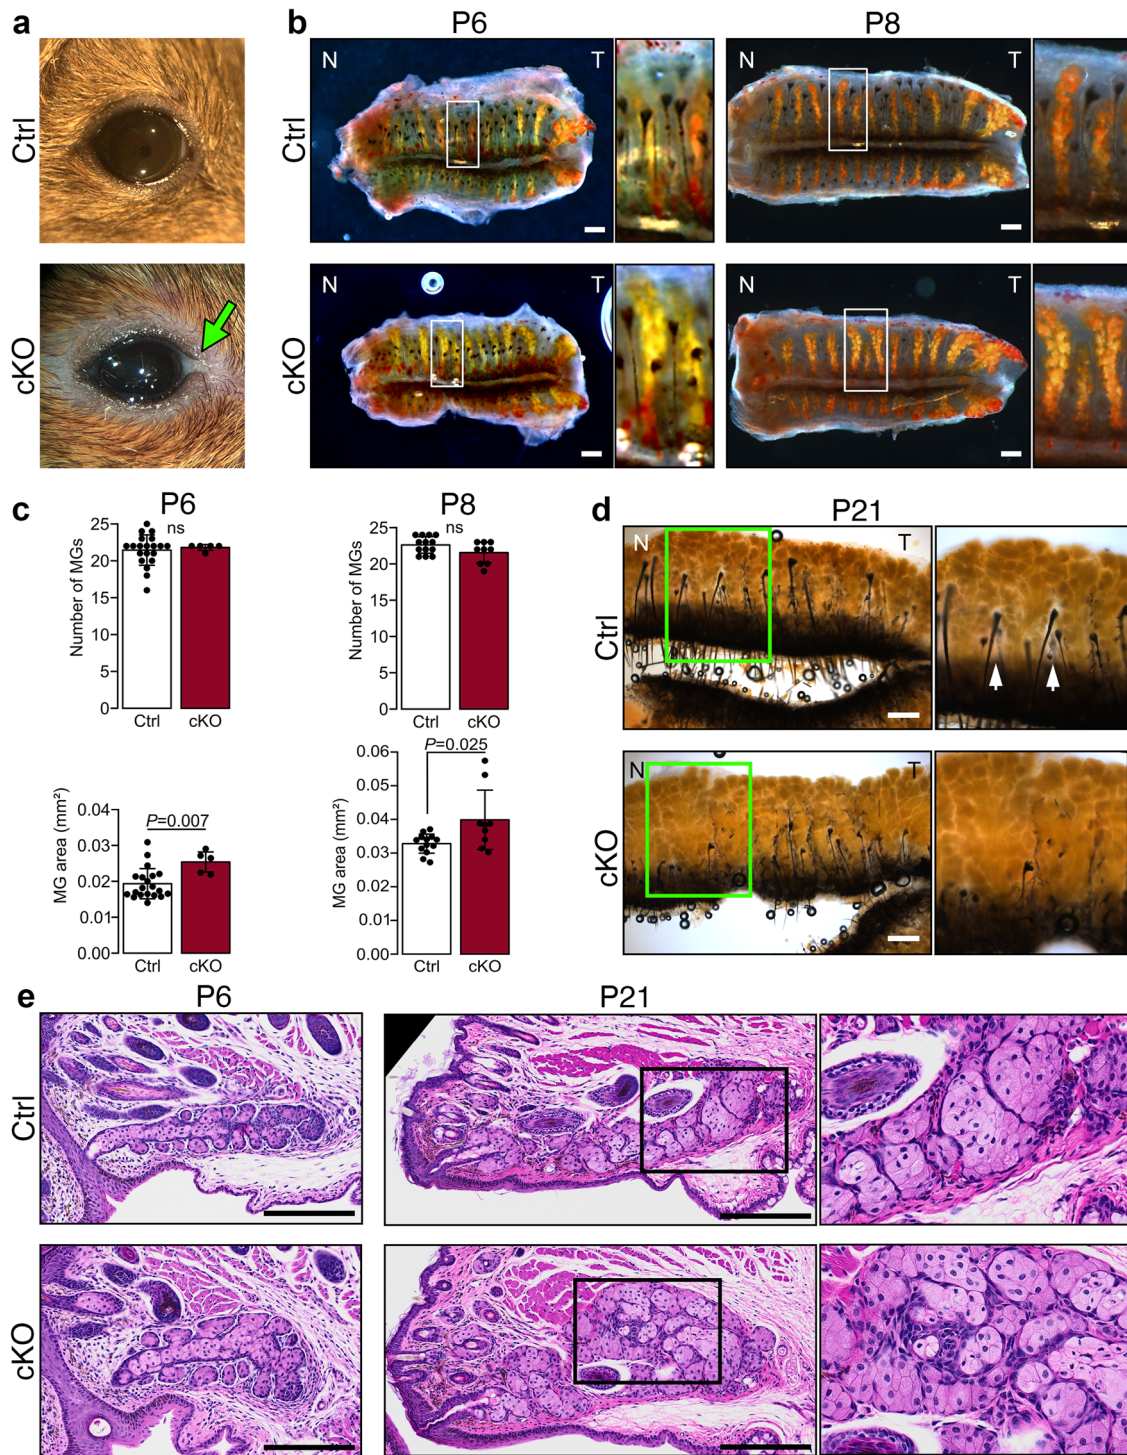 a
b
P6
P8
Ctrl
N
T
N
T
cKO
N
T
N
T
c
P6
P8
ns
25
20
15
10
5
0
Number of MGs
Ctrl
cKO
ns
25
20
15
10
5
0
Number of MGs
Ctrl
cKO
P=0.007
0.04
0.03
0.02
0.01
0.00
MG area (mm²)
Ctrl
cKO
P=0.025
0.06
0.05
0.04
0.03
0.02
0.01
0.00
MG area (mm²)
Ctrl
cKO
d
P21
Ctrl
N
T
cKO
N
T
e
P6
P21
Ctrl
cKO